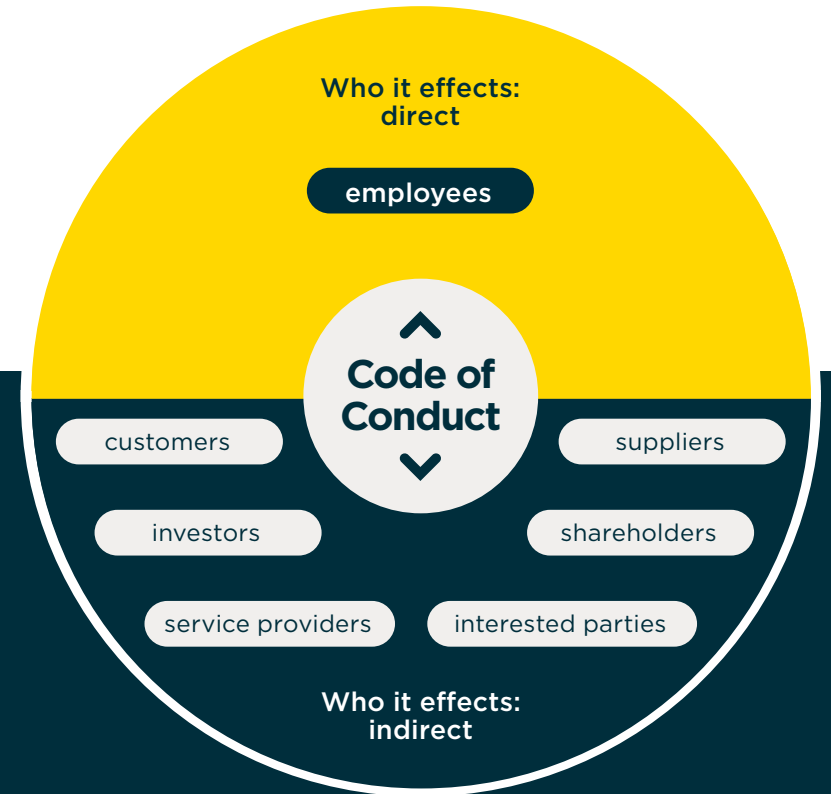 Who it effects:
direct
employees
Code of
Conduct
customers
suppliers
investors
shareholders
service providers
interested parties
Who it effects:
indirect